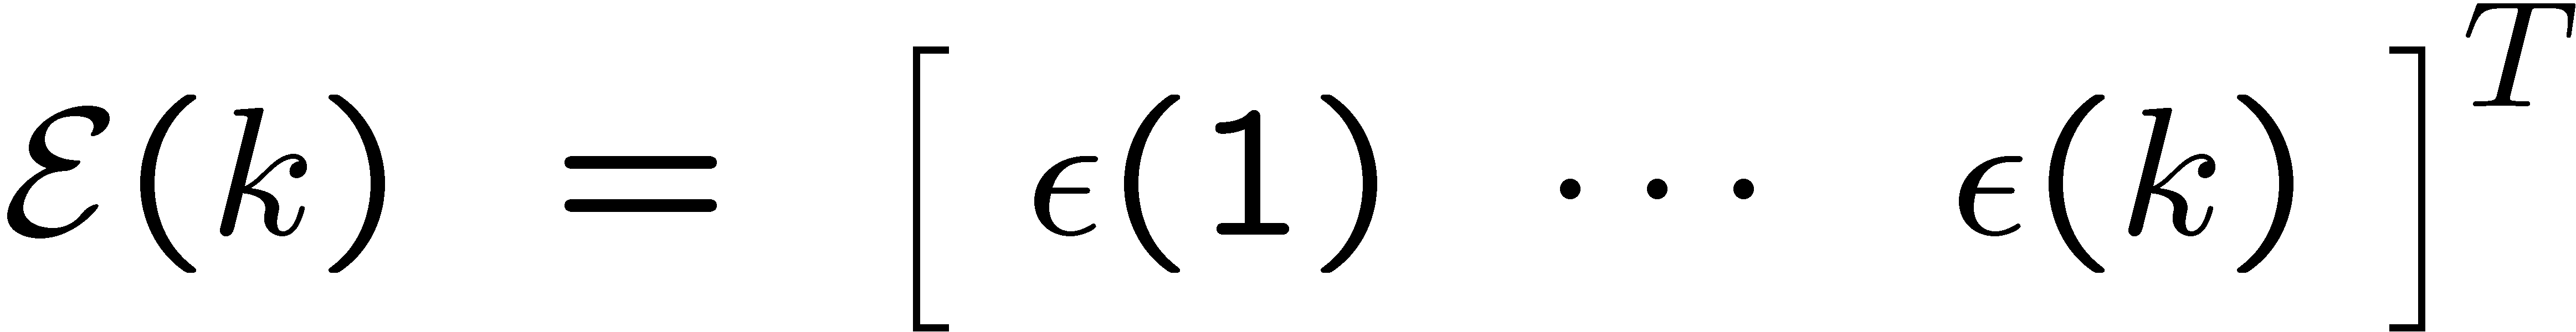 ℰ(k) = [ ϵ(1) ⋯ ϵ(k) ]^T